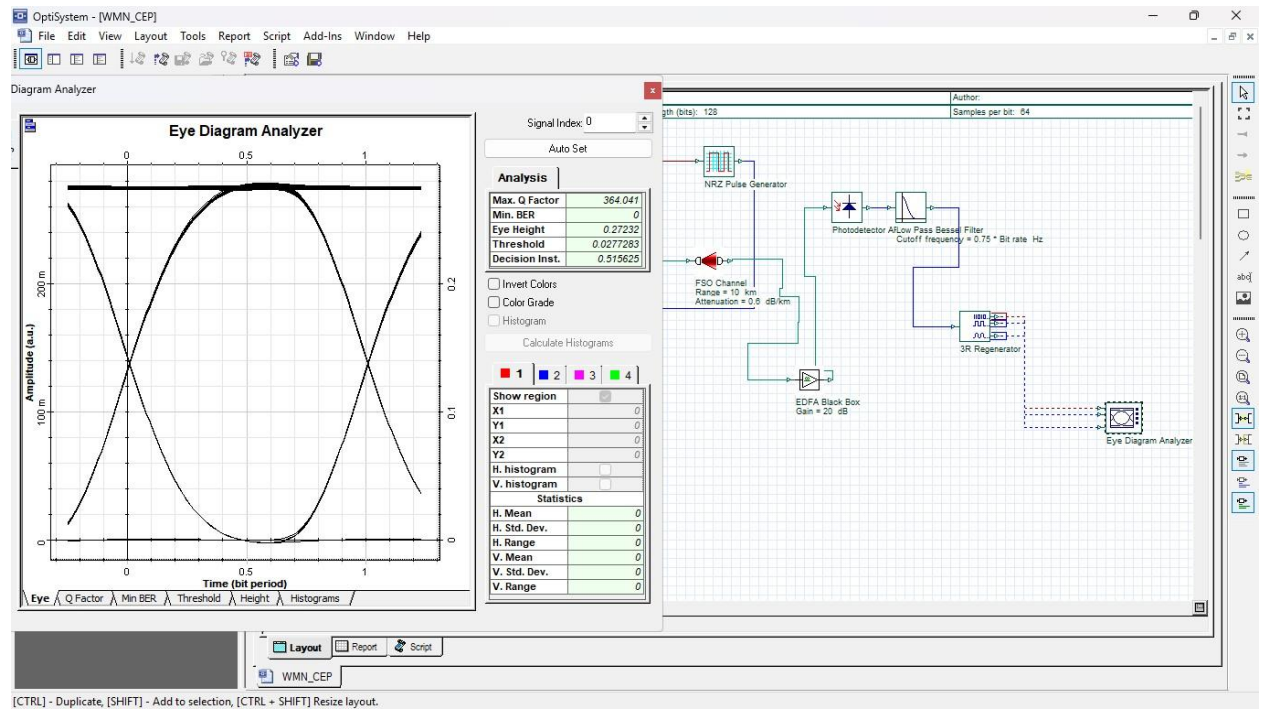 OptiSystem - [WMN_CEP]
File Edit View Layout Tools Report Script Add-Ins Window Help
Diagram Analyzer
Eye Diagram Analyzer
0 0.5 1
200 m
100 m
0
Amplitude (a.u.)
0.2
0.1
0
0 0.5 1
Time (bit period)
Eye Q Factor Min BER Threshold Height Histograms
Signal Index: 0
Auto Set
Analysis
Max. Q Factor 364.041
Min. BER 0
Eye Height 0.27232
Threshold 0.0277283
Decision Inst. 0.515625
Invert Colors
Color Grade
Histogram
Calculate Histograms
1 2 3 4
Show region
X1 0
Y1 0
X2 0
Y2 0
H. histogram
V. histogram
Statistics
H. Mean 0
H. Std. Dev. 0
H. Range 0
V. Mean 0
V. Std. Dev. 0
V. Range 0
Author:
gth (bits): 128 Samples per bit: 64
NRZ Pulse Generator
Photodetector A Low Pass Bessel Filter
Cutoff frequency = 0.75 * Bit rate Hz
FSO Channel
Range = 10 km
Attenuation = 0.6 dB/km
3R Regenerator
EDFA Black Box
Gain = 20 dB
Eye Diagram Analyzer
Layout Report Script
WMN_CEP
[CTRL] - Duplicate, [SHIFT] - Add to selection, [CTRL + SHIFT] Resize layout.